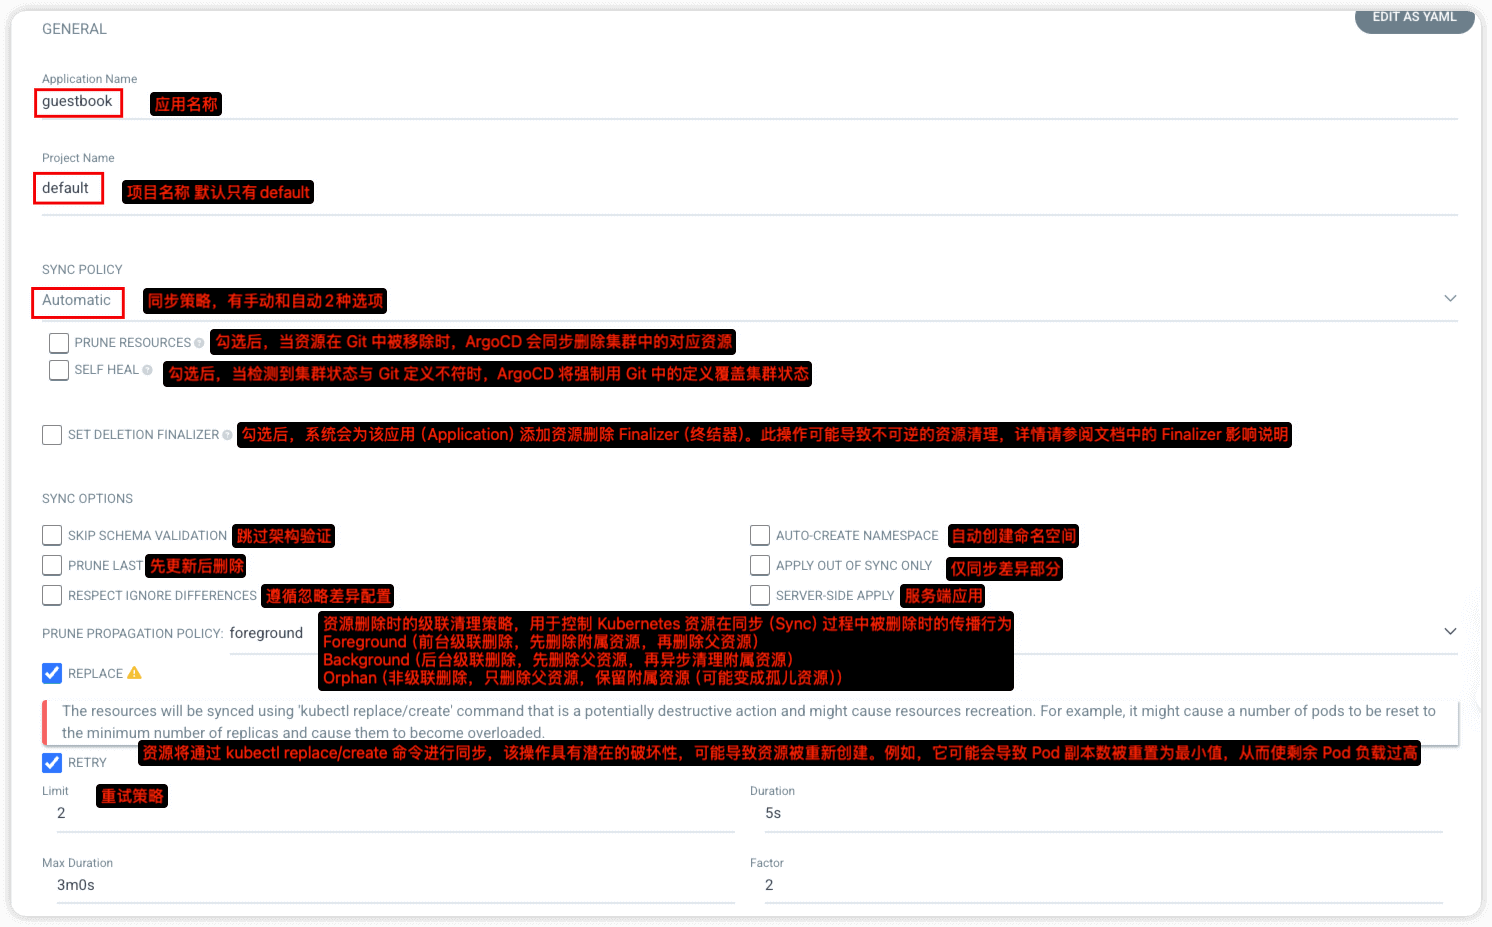 EDIT AS YAML
GENERAL
Application Name
guestbook 应用名称
Project Name
default 项目名称 默认只有default
SYNC POLICY
Automatic 同步策略，有手动和自动2种选项
PRUNE RESOURCES 勾选后，当资源在 Git 中被移除时，ArgoCD 会同步删除集群中的对应资源
SELF HEAL 勾选后，当检测到集群状态与 Git 定义不符时，ArgoCD 将强制用 Git 中的定义覆盖集群状态
SET DELETION FINALIZER 勾选后，系统会为该应用（Application）添加资源删除 Finalizer（终结器）。此操作可能导致不可逆的资源清理，详情请参阅文档中的 Finalizer 影响说明
SYNC OPTIONS
SKIP SCHEMA VALIDATION 跳过架构验证 AUTO-CREATE NAMESPACE 自动创建命名空间
PRUNE LAST 先更新后删除 APPLY OUT OF SYNC ONLY 仅同步差异部分
RESPECT IGNORE DIFFERENCES 遵循忽略差异配置 SERVER-SIDE APPLY 服务端应用
PRUNE PROPAGATION POLICY: foreground
资源删除时的级联清理策略，用于控制 Kubernetes 资源在同步（Sync）过程中被删除时的传播行为
Foreground（前台级联删除，先删除附属资源，再删除父资源）
Background（后台级联删除，先删除父资源，再异步清理附属资源）
Orphan（非级联删除，只删除父资源，保留附属资源（可能变成孤儿资源））
REPLACE
The resources will be synced using 'kubectl replace/create' command that is a potentially destructive action and might cause resources recreation. For example, it might cause a number of pods to be reset to
the minimum number of replicas and cause them to become overloaded.
资源将通过 kubectl replace/create 命令进行同步，该操作具有潜在的破坏性，可能导致资源被重新创建。例如，它可能会导致 Pod 副本数被重置为最小值，从而使剩余 Pod 负载过高
RETRY
Limit 重试策略 Duration
2 5s
Max Duration Factor
3m0s 2